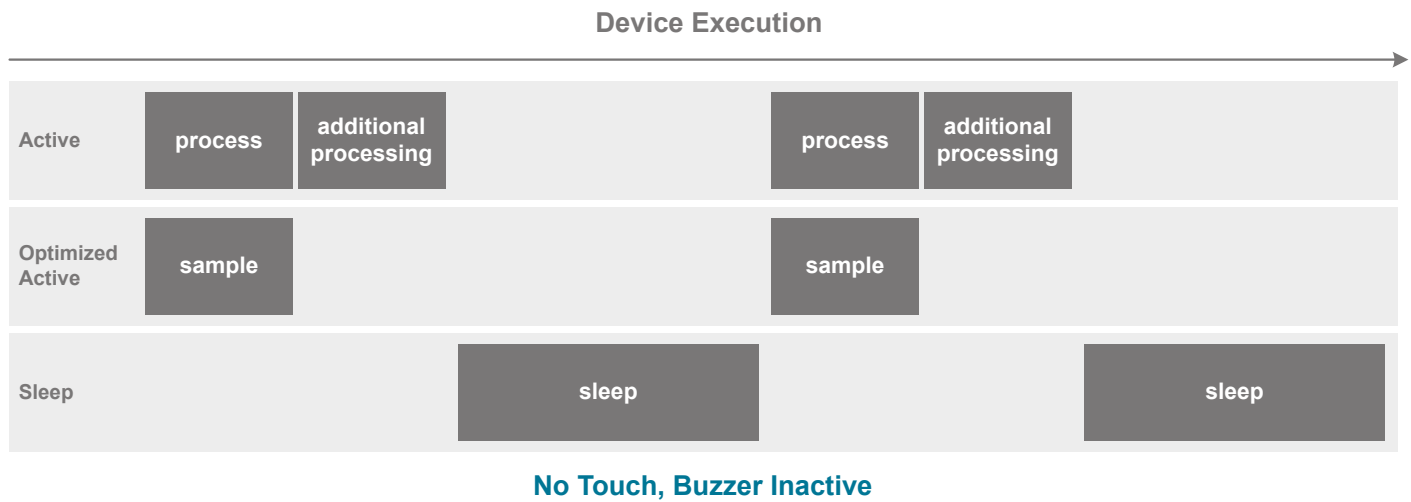 Device Execution
Active
process
additional
processing
process
additional
processing
Optimized
Active
sample
sample
Sleep
sleep
sleep
No Touch, Buzzer Inactive